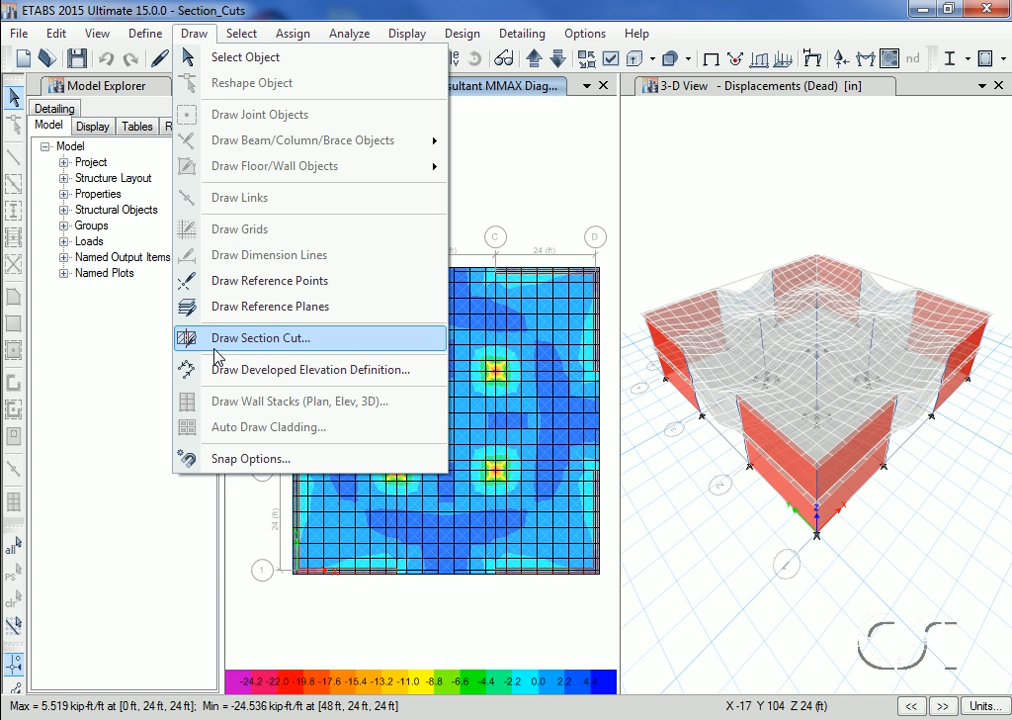 ETABS 2015 Ultimate 15.0.0 - Section_Cuts
File Edit View Define Draw Select Assign Analyze Display Design Detailing Options Help
nd
Model Explorer
sultant MMAX Diag...
3-D View - Displacements (Dead) [in]
Detailing
Model Display Tables R
Model
Project
Structure Layout
Properties
Structural Objects
Groups
Loads
Named Output Items
Named Plots
all
PS
clr
Select Object
Reshape Object
Draw Joint Objects
Draw Beam/Column/Brace Objects
Draw Floor/Wall Objects
Draw Links
Draw Grids
Draw Dimension Lines
Draw Reference Points
Draw Reference Planes
Draw Section Cut...
Draw Developed Elevation Definition...
Draw Wall Stacks (Plan, Elev, 3D)...
Auto Draw Cladding...
Snap Options...
C D
24 (ft)
24 (ft)
1
X
X
Z
-24.2 -22.0 -19.8 -17.6 -15.4 -13.2 -11.0 -8.8 -6.6 -4.4 -2.2 0.0 2.2 4.4
Max = 5.519 kip-ft/ft at [0 ft, 24 ft, 24 ft]; Min = -24.536 kip-ft/ft at [48 ft, 24 ft, 24 ft]
X -17 Y 104 Z 24 (ft)
<< >> Units...